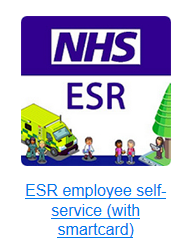 NHS
ESR
ESR employee self-
service (with
smartcard)